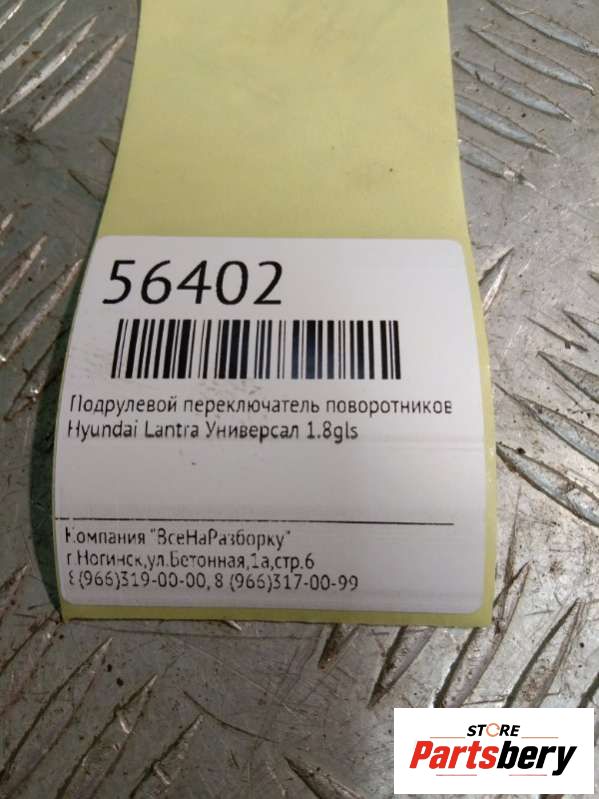 56402
Подрулевой переключатель поворотников
Hyundai Lantra Универсал 1.8gls
Компания "ВсеНаРазборку"
г.Ногинск,ул.Бетонная,1а,стр.6
8(966)319-00-00, 8 (966)317-00-99
STORE
Partsbery